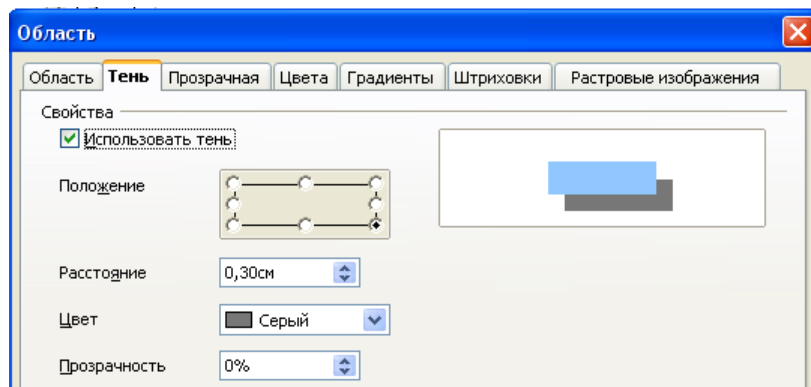 Область
Область Тень Прозрачная Цвета Градиенты Штриховки Растровые изображения
Свойства
Использовать тень
Положение
Расстояние 0,30см
Цвет Серый
Прозрачность 0%